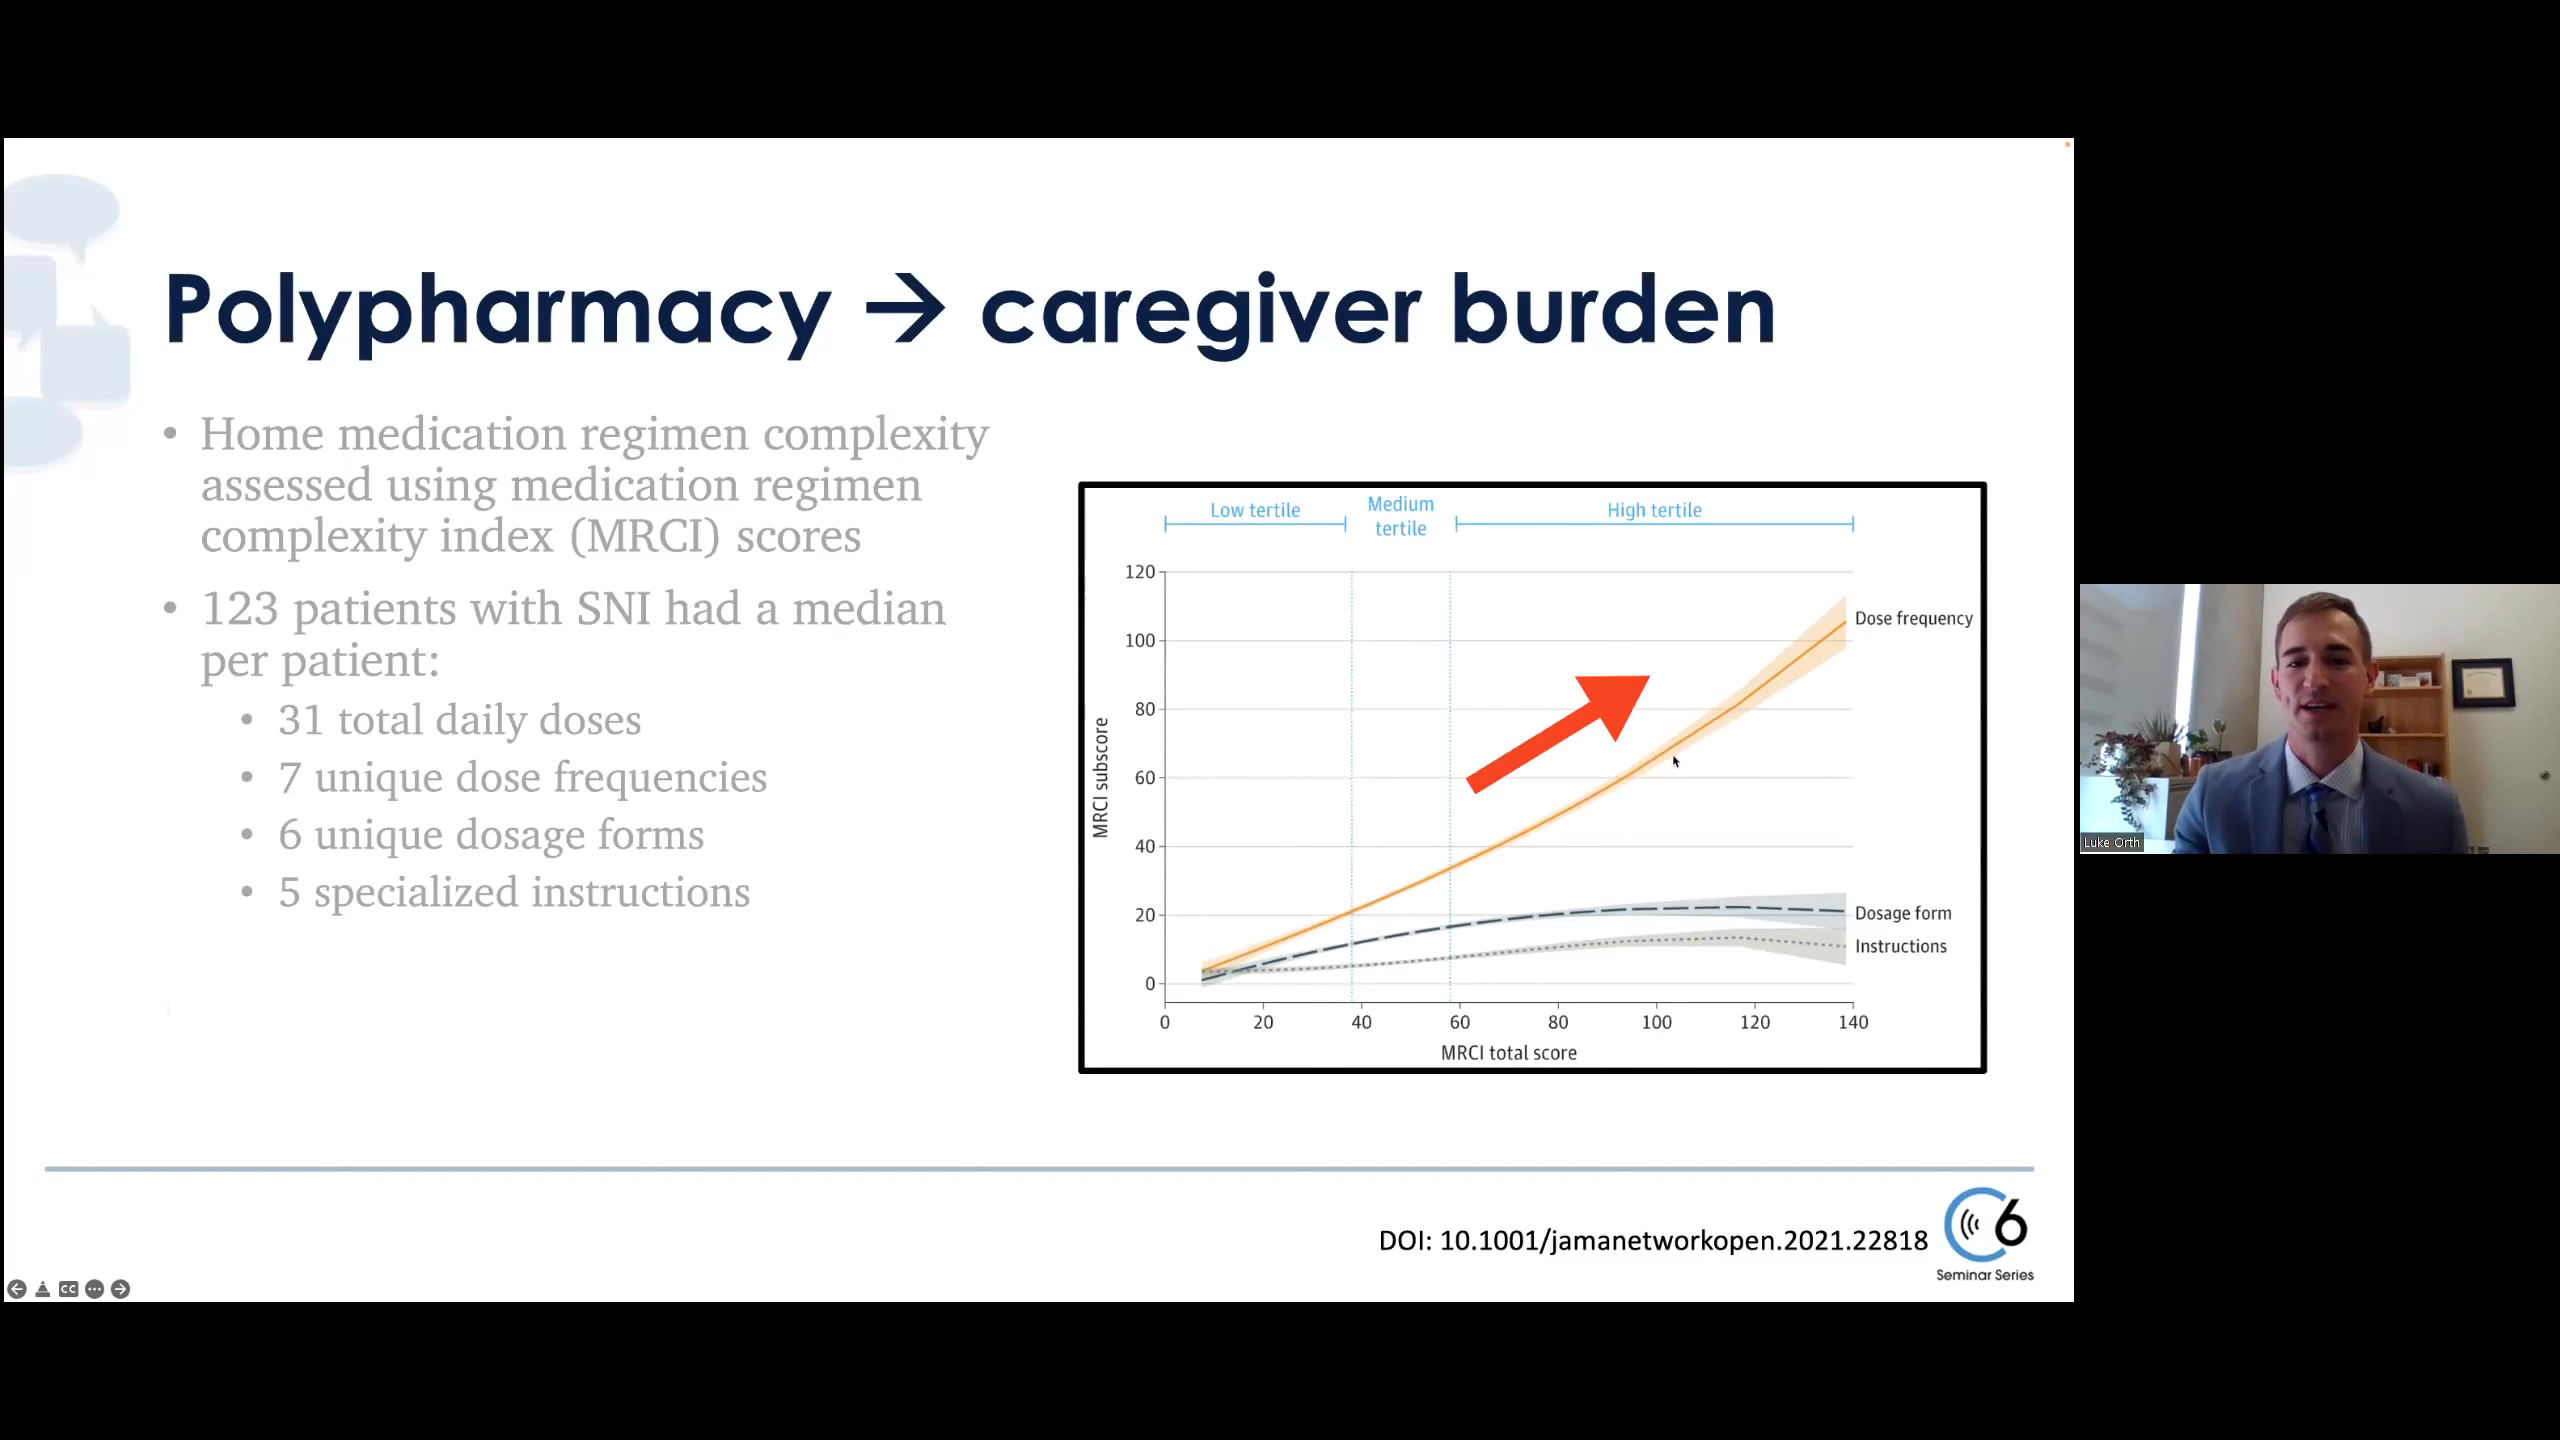 Polypharmacy → caregiver burden
• Home medication regimen complexity
assessed using medication regimen
complexity index (MRCI) scores
• 123 patients with SNI had a median
per patient:
• 31 total daily doses
• 7 unique dose frequencies
• 6 unique dosage forms
• 5 specialized instructions
Low tertile
Medium
tertile
High tertile
MRCI subscore
120
100
80
60
40
20
0
Dose frequency
Dosage form
Instructions
0 20 40 60 80 100 120 140
MRCI total score
Luke Orth
DOI: 10.1001/jamanetworkopen.2021.22818
C6
Seminar Series
CC